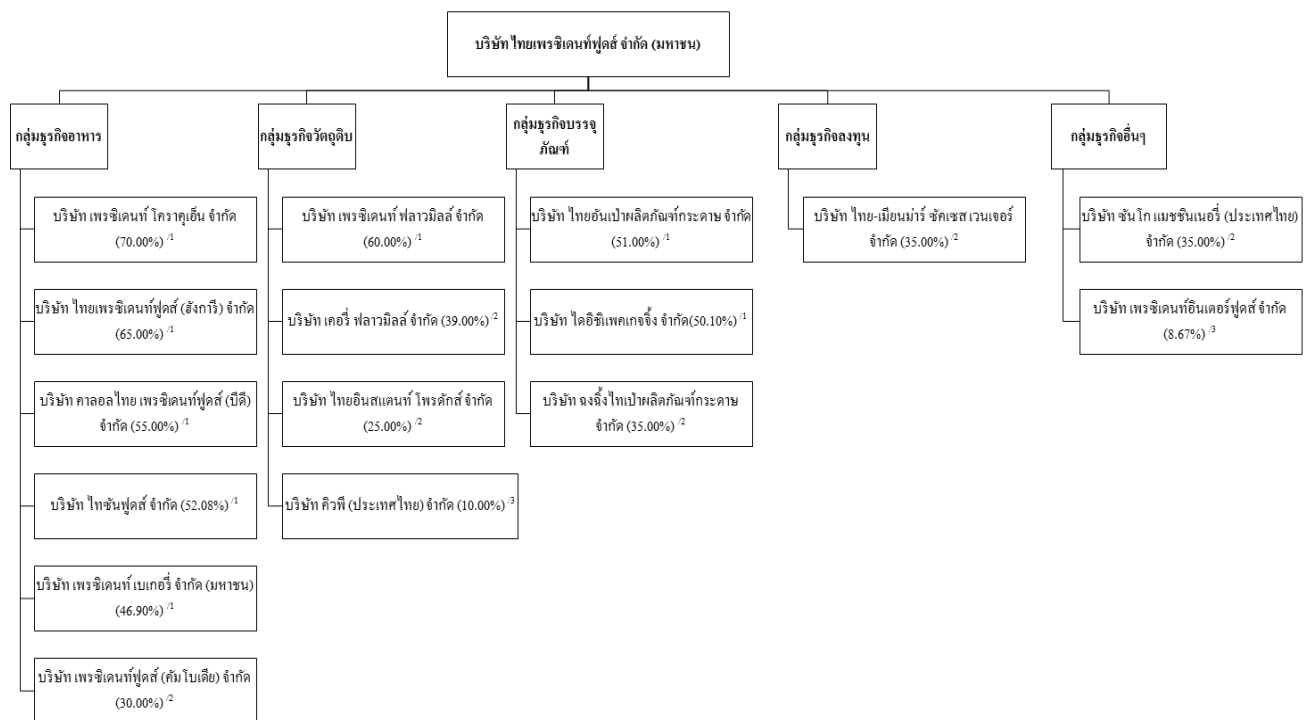 บริษัท ไทยเพรซิเดนท์ฟูดส์ จำกัด (มหาชน)
กลุ่มธุรกิจอาหาร
บริษัท เพรซิเดนท์ โคราคุเอ็น จำกัด
(70.00%) /1
บริษัท ไทยเพรซิเดนท์ฟูดส์ (ฮังการี) จำกัด
(65.00%) /1
บริษัท คาลอลไทย เพรซิเดนท์ฟูดส์ (บีดี)
จำกัด (55.00%) /1
บริษัท ไทซันฟูดส์ จำกัด (52.08%) /1
บริษัท เพรซิเดนท์ เบเกอรี่ จำกัด (มหาชน)
(46.90%) /1
บริษัท เพรซิเดนท์ฟูดส์ (คัมโบเดีย) จำกัด
(30.00%) /2
กลุ่มธุรกิจวัตถุดิบ
บริษัท เพรซิเดนท์ ฟลาวมิลล์ จำกัด
(60.00%) /1
บริษัท เคอรี่ ฟลาวมิลล์ จำกัด (39.00%) /2
บริษัท ไทยอินสแตนท์ โพรดักส์ จำกัด
(25.00%) /2
บริษัท คิวพี (ประเทศไทย) จำกัด (10.00%) /3
กลุ่มธุรกิจบรรจุ
ภัณฑ์
บริษัท ไทยอันเป่าผลิตภัณฑ์กระดาษ จำกัด
(51.00%) /1
บริษัท ไดอิชิแพคเกจจิ้ง จำกัด(50.10%) /1
บริษัท ฉงฉิ้งไทเป่าผลิตภัณฑ์กระดาษ
จำกัด (35.00%) /2
กลุ่มธุรกิจลงทุน
บริษัท ไทย-เมียนม่าร์ ซัคเซส เวนเจอร์
จำกัด (35.00%) /2
กลุ่มธุรกิจอื่นๆ
บริษัท ซันโก แมชชินเนอรี่ (ประเทศไทย)
จำกัด (35.00%) /2
บริษัท เพรซิเดนท์อินเตอร์ฟูดส์ จำกัด
(8.67%) /3